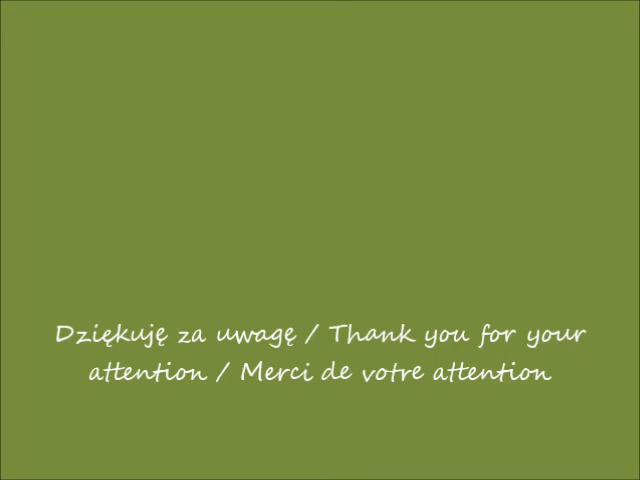 Dziękuję za uwagę / Thank you for your
attention / Merci de votre attention